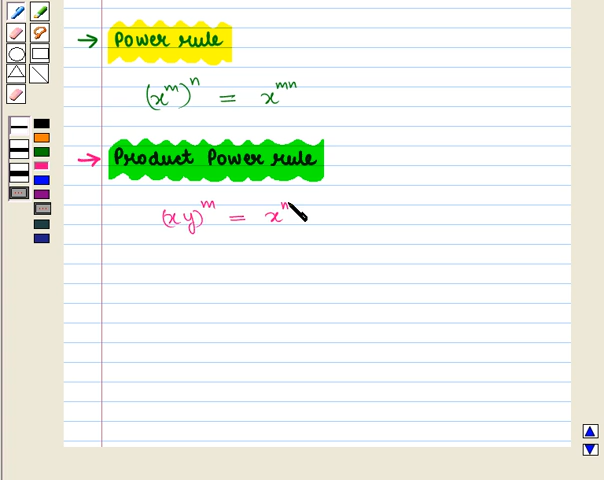 → Power rule
(x^m)^n = x^{mn}
→ Product Power rule
(xy)^m = x